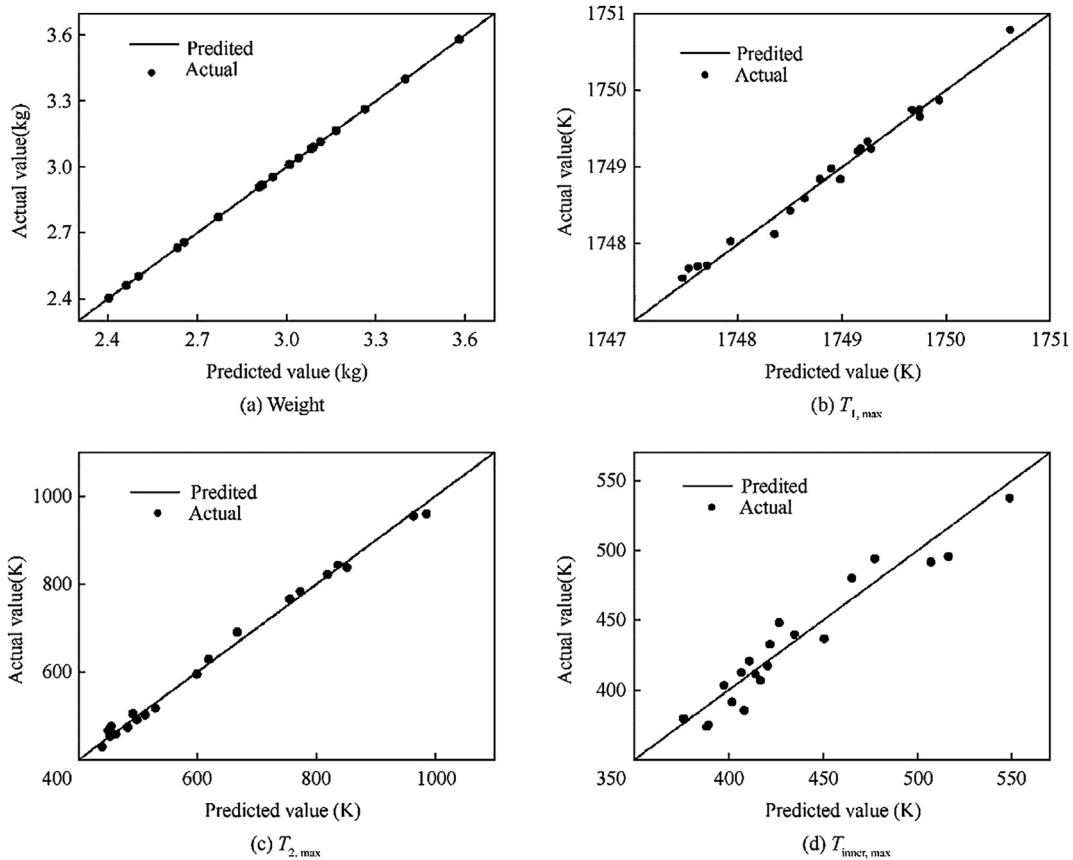 3.6
3.3
3.0
2.7
2.4
Actual value(kg)
Predited
Actual
2.4 2.7 3.0 3.3 3.6
Predicted value (kg)
(a) Weight
1751
1750
1749
1748
1747
Actual value(K)
Predited
Actual
1748 1749 1750 1751
Predicted value (K)
(b) T1, max
1000
800
600
400
Actual value(K)
Predited
Actual
600 800 1000
Predicted value (K)
(c) T2, max
550
500
450
400
350
Actual value(K)
Predited
Actual
400 450 500 550
Predicted value (K)
(d) Tinner, max